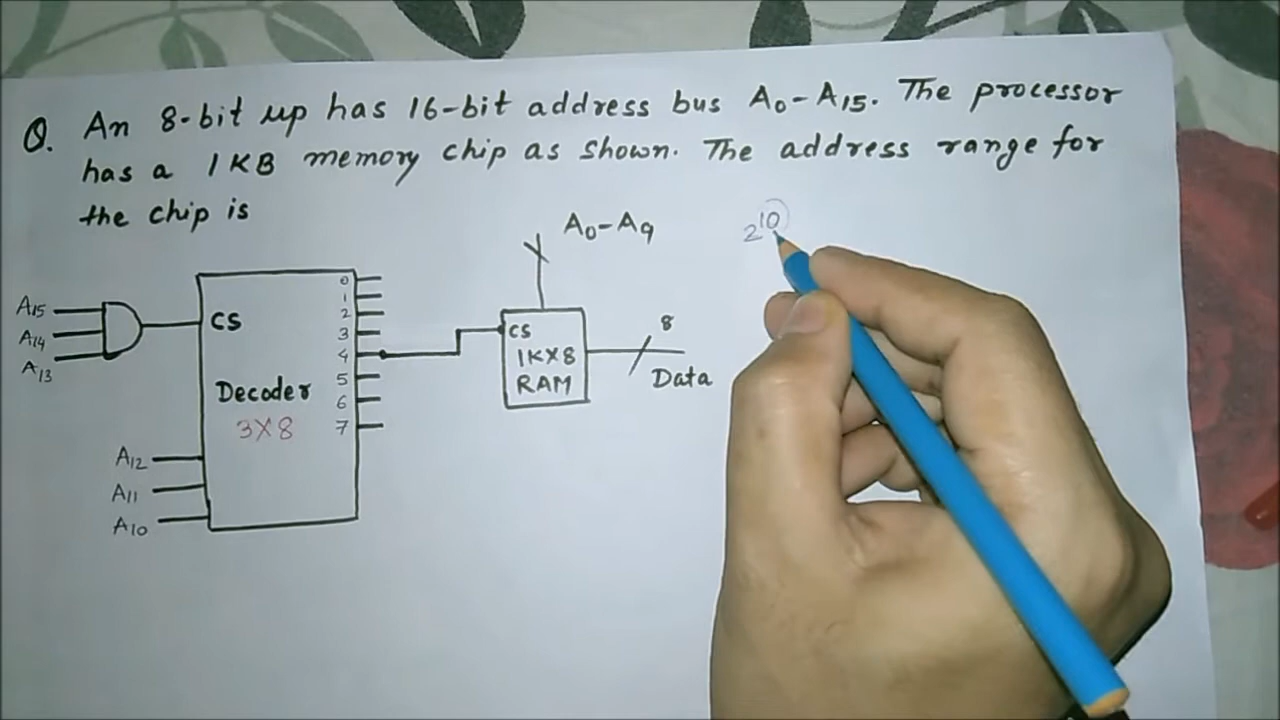 Q. An 8-bit up has 16-bit address bus A0-A15. The processor
has a 1KB memory chip as shown. The address range for
the chip is
A0-A9
2^10
A15
A14
A13
CS
0
1
2
3
4
5
6
7
Decoder
3X8
A12
A11
A10
CS
1KX8
RAM
8
Data